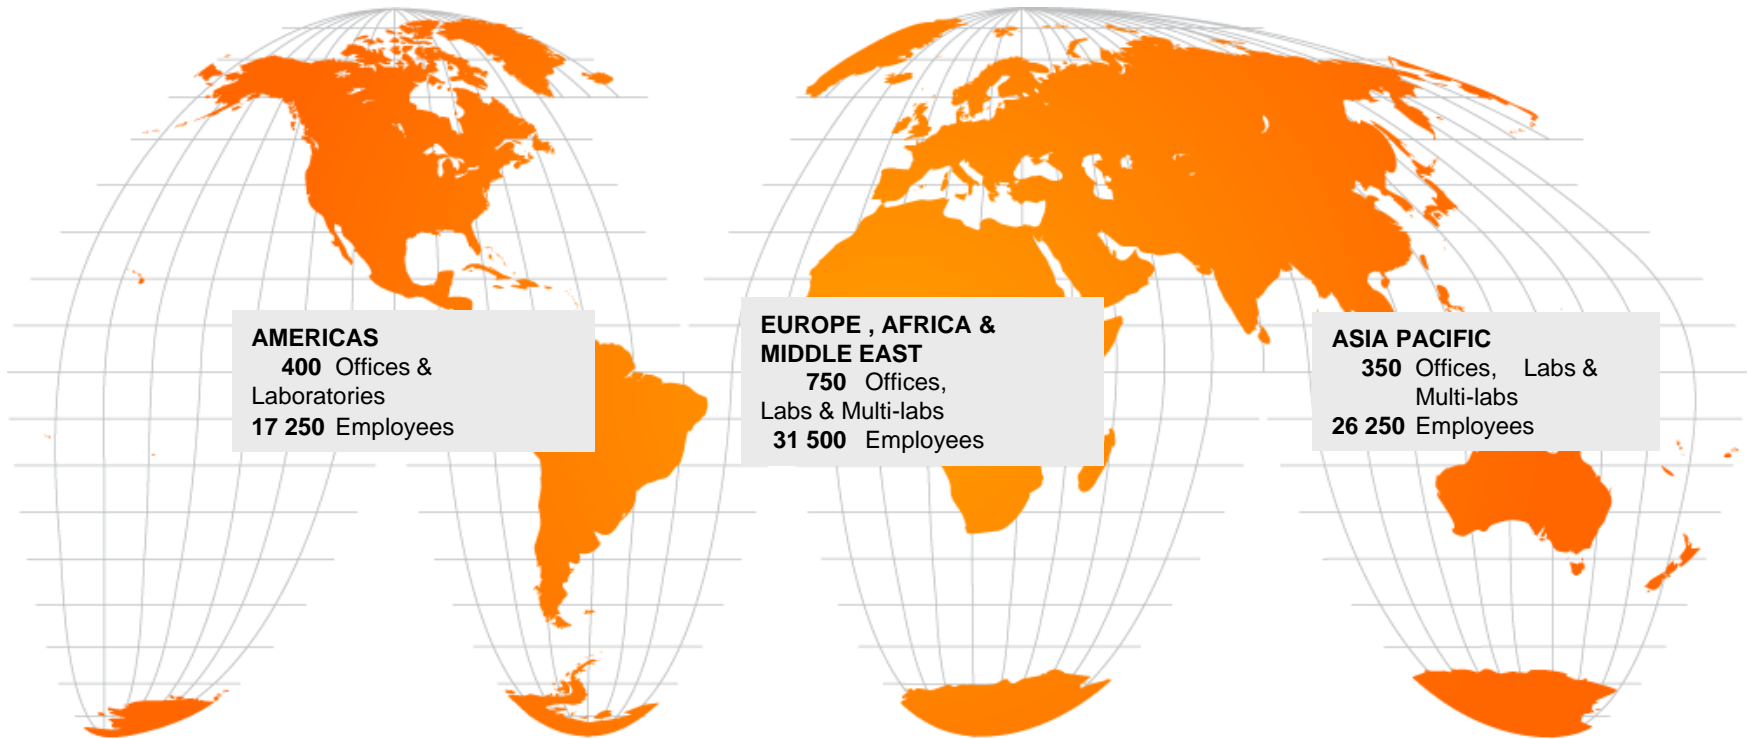 AMERICAS
400 Offices &
Laboratories
17 250 Employees
EUROPE , AFRICA &
MIDDLE EAST
750 Offices,
Labs & Multi-labs
31 500 Employees
ASIA PACIFIC
350 Offices, Labs &
Multi-labs
26 250 Employees